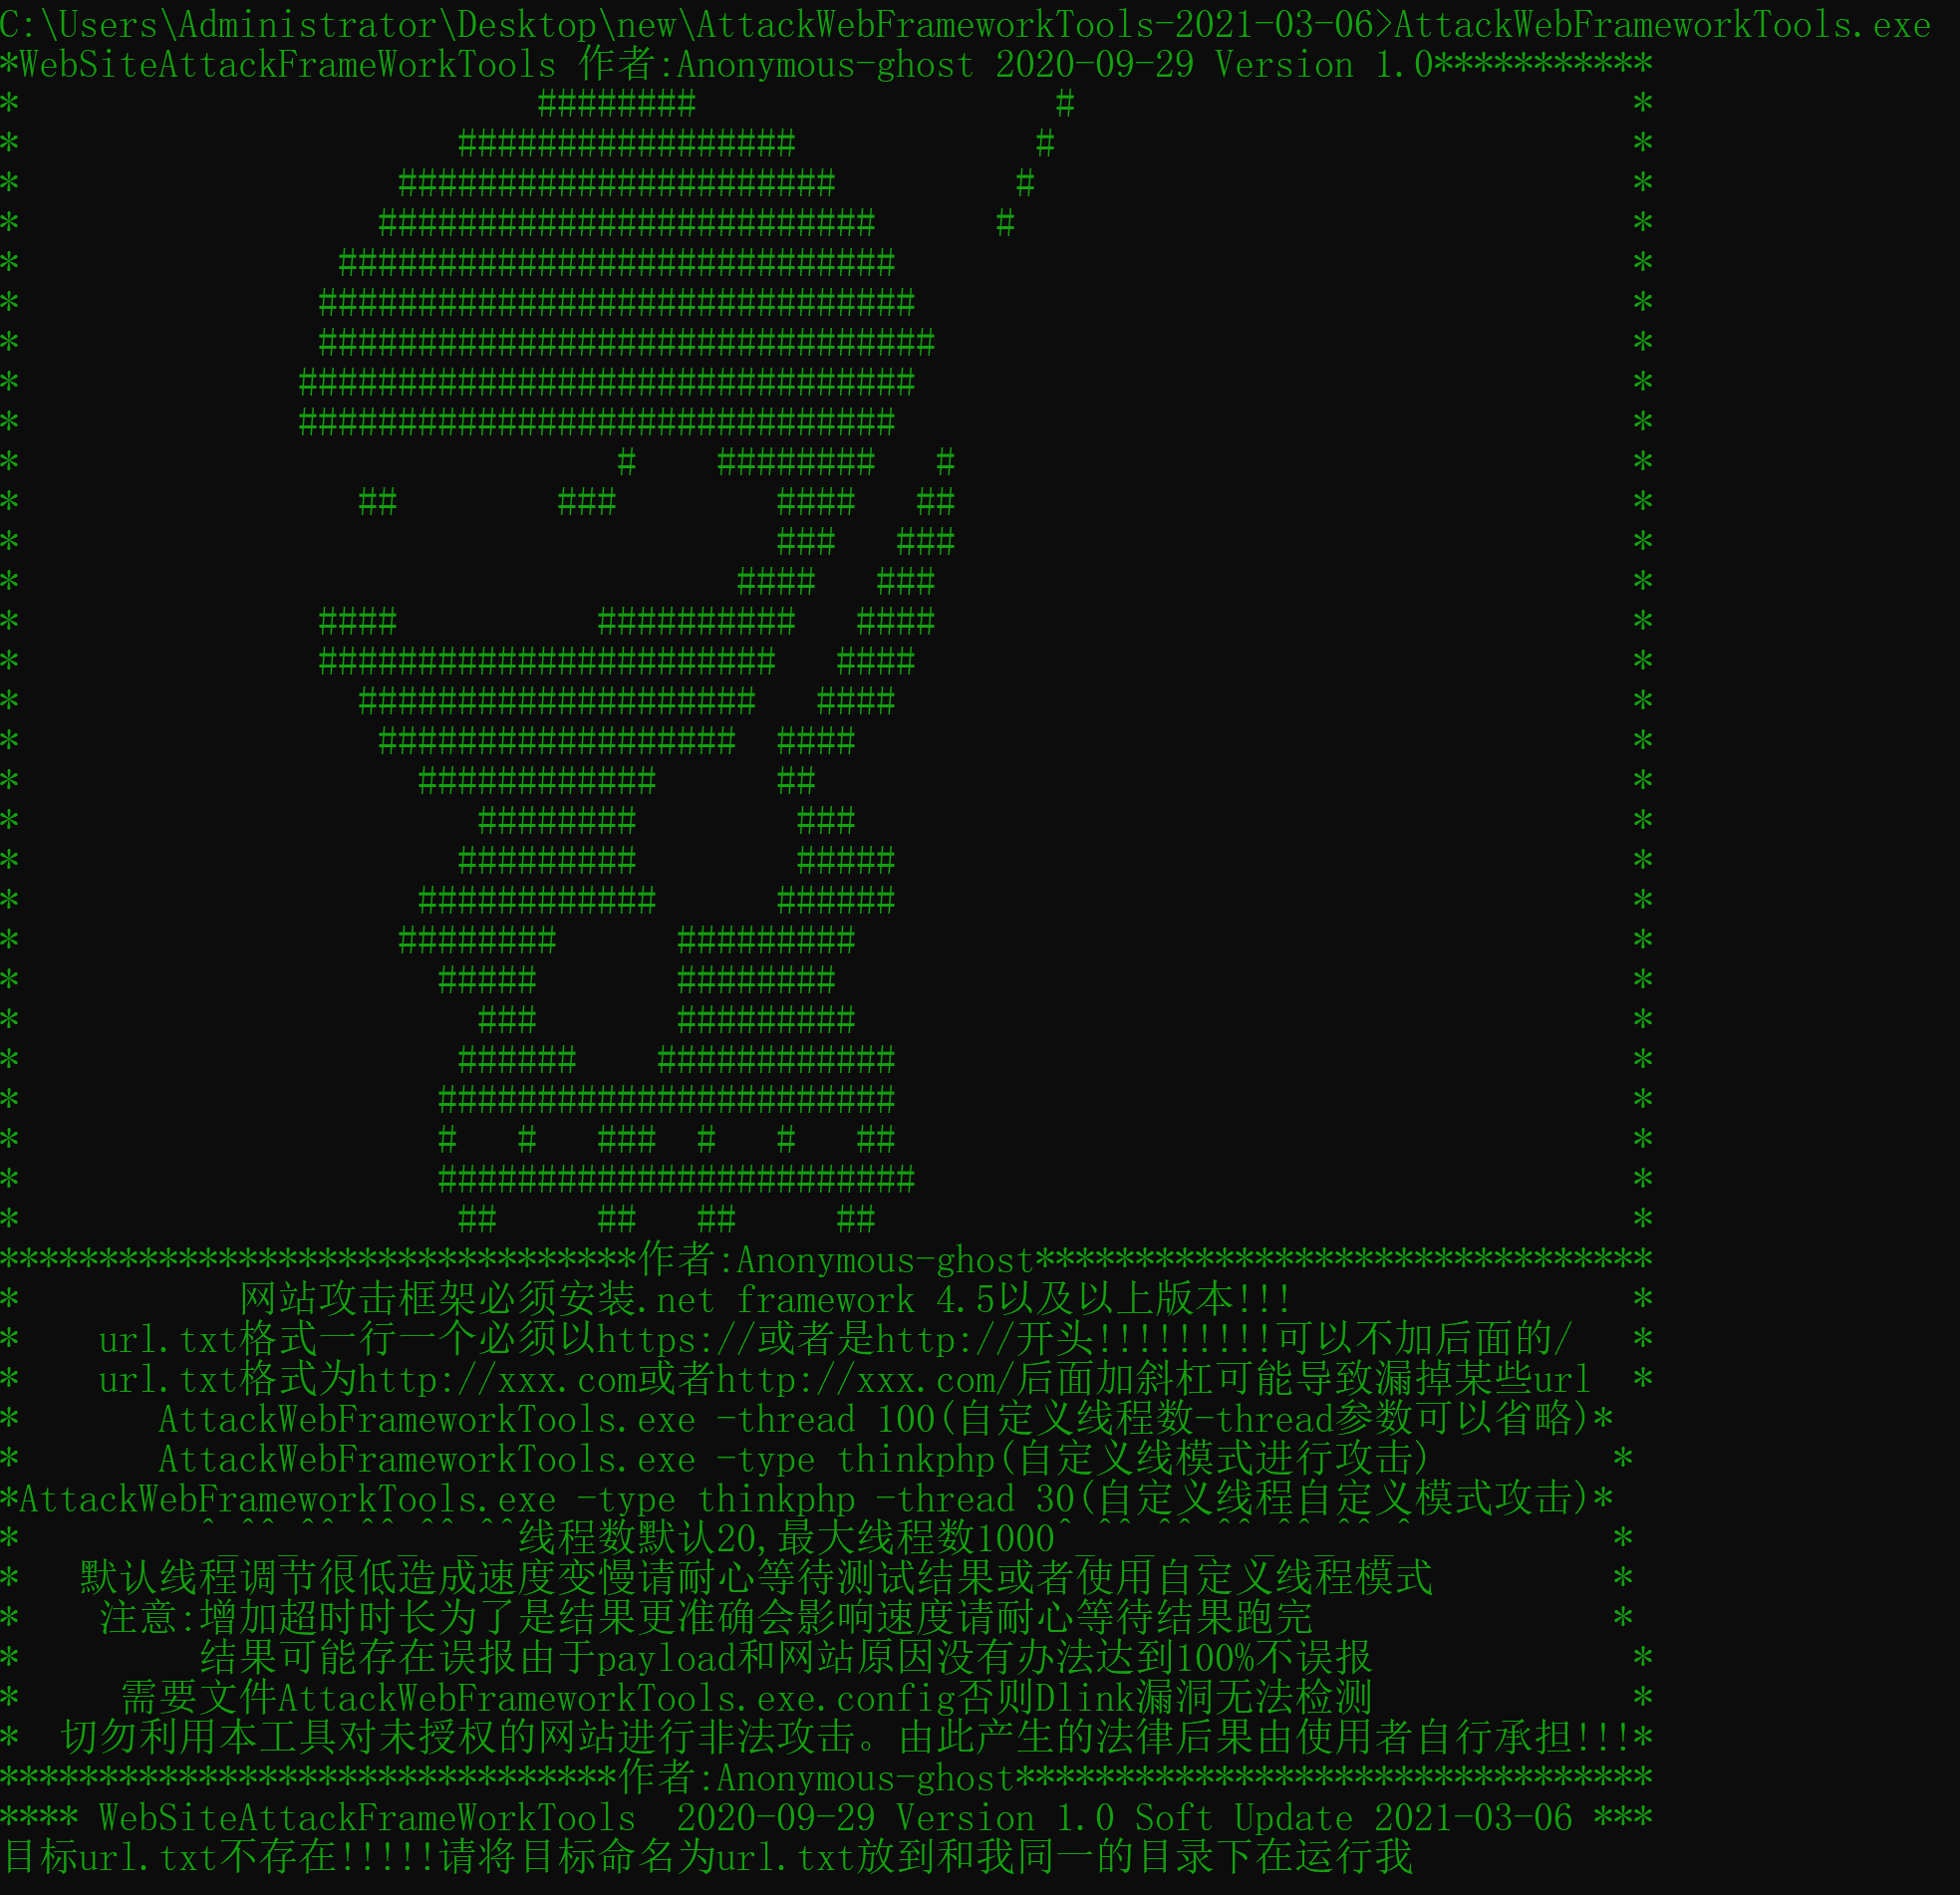 C:\Users\Administrator\Desktop\new\AttackWebFrameworkTools-2021-03-06>AttackWebFrameworkTools.exe
*WebSiteAttackFrameWorkTools 作者:Anonymous-ghost 2020-09-29 Version 1.0***********
********************************作者:Anonymous-ghost*******************************
* 网站攻击框架必须安装.net framework 4.5以及以上版本!!! *
* url.txt格式一行一个必须以https://或者是http://开头!!!!!!!!!可以不加后面的/ *
* url.txt格式为http://xxx.com或者http://xxx.com/后面加斜杠可能导致漏掉某些url *
* AttackWebFrameworkTools.exe -thread 100(自定义线程数-thread参数可以省略)*
* AttackWebFrameworkTools.exe -type thinkphp(自定义线模式进行攻击) *
*AttackWebFrameworkTools.exe -type thinkphp -thread 30(自定义线程自定义模式攻击)*
* ^_^^_^^_^^_^^_^^线程数默认20,最大线程数1000^_^^_^^_^^_^^_^^_^ *
* 默认线程调节很低造成速度变慢请耐心等待测试结果或者使用自定义线程模式 *
* 注意:增加超时时长为了是结果更准确会影响速度请耐心等待结果跑完 *
* 结果可能存在误报由于payload和网站原因没有办法达到100%不误报 *
* 需要文件AttackWebFrameworkTools.exe.config否则Dlink漏洞无法检测 *
* 切勿利用本工具对未授权的网站进行非法攻击。由此产生的法律后果由使用者自行承担!!!*
*******************************作者:Anonymous-ghost********************************
**** WebSiteAttackFrameWorkTools 2020-09-29 Version 1.0 Soft Update 2021-03-06 ***
目标url.txt不存在!!!!!请将目标命名为url.txt放到和我同一的目录下在运行我